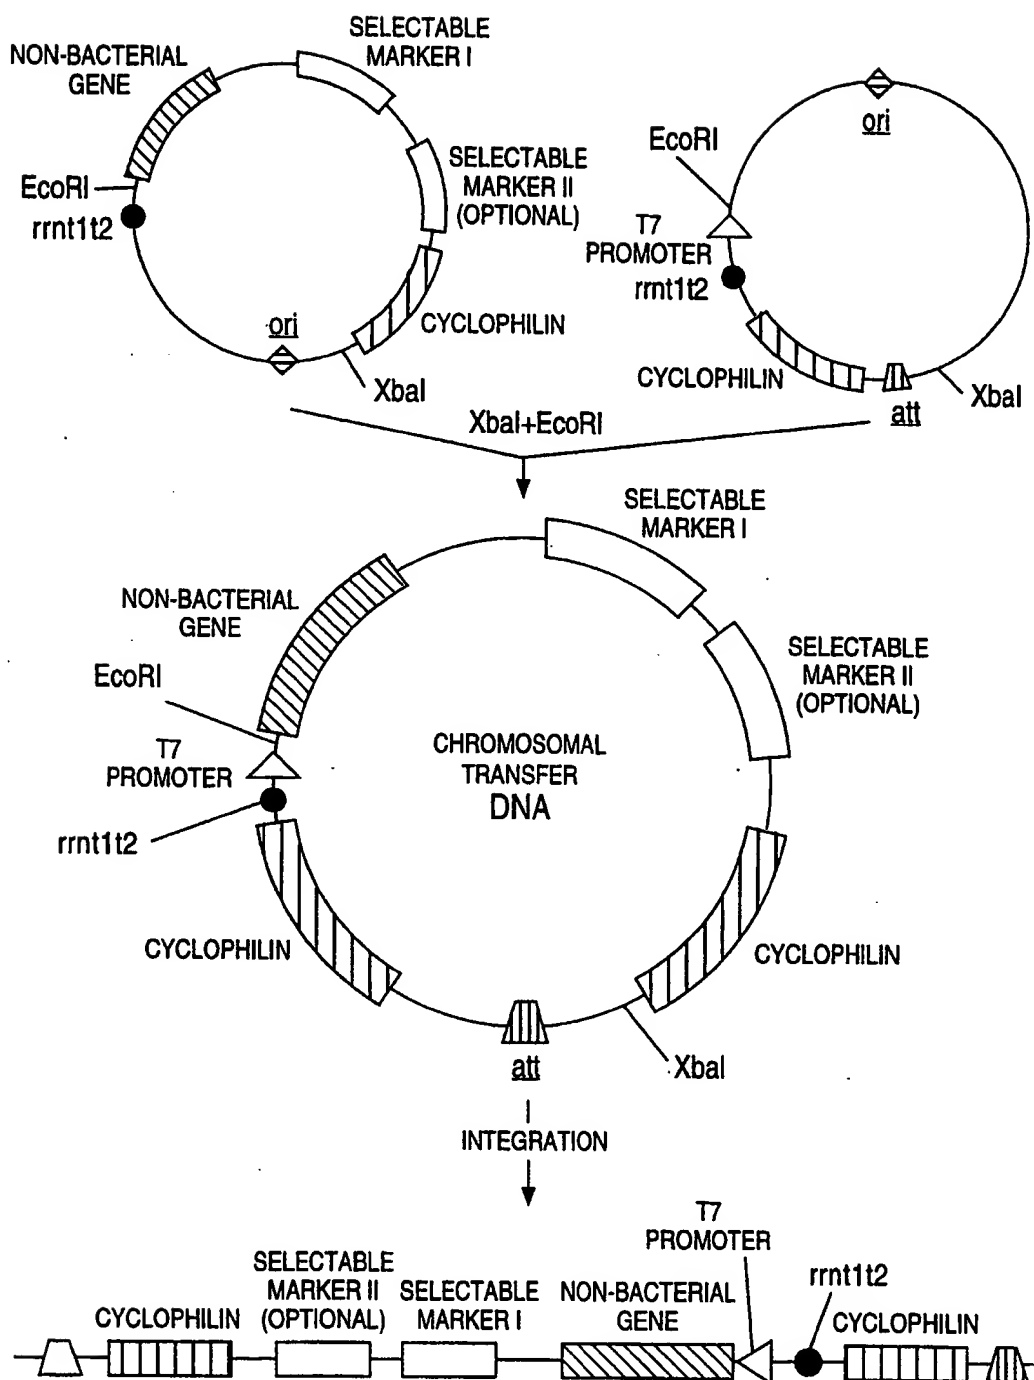 NON-BACTERIAL
GENE
SELECTABLE
MARKER I
EcoRI
rrnt1t2
SELECTABLE
MARKER II
(OPTIONAL)
CYCLOPHILIN
ori
XbaI
ori
EcoRI
T7
PROMOTER
rrnt1t2
CYCLOPHILIN
att
XbaI
XbaI+EcoRI
SELECTABLE
MARKER I
NON-BACTERIAL
GENE
SELECTABLE
MARKER II
(OPTIONAL)
EcoRI
T7
PROMOTER
rrnt1t2
CHROMOSOMAL
TRANSFER
DNA
CYCLOPHILIN
CYCLOPHILIN
att
XbaI
INTEGRATION
T7
PROMOTER
rrnt1t2
CYCLOPHILIN
SELECTABLE
MARKER II
(OPTIONAL)
SELECTABLE
MARKER I
NON-BACTERIAL
GENE
CYCLOPHILIN